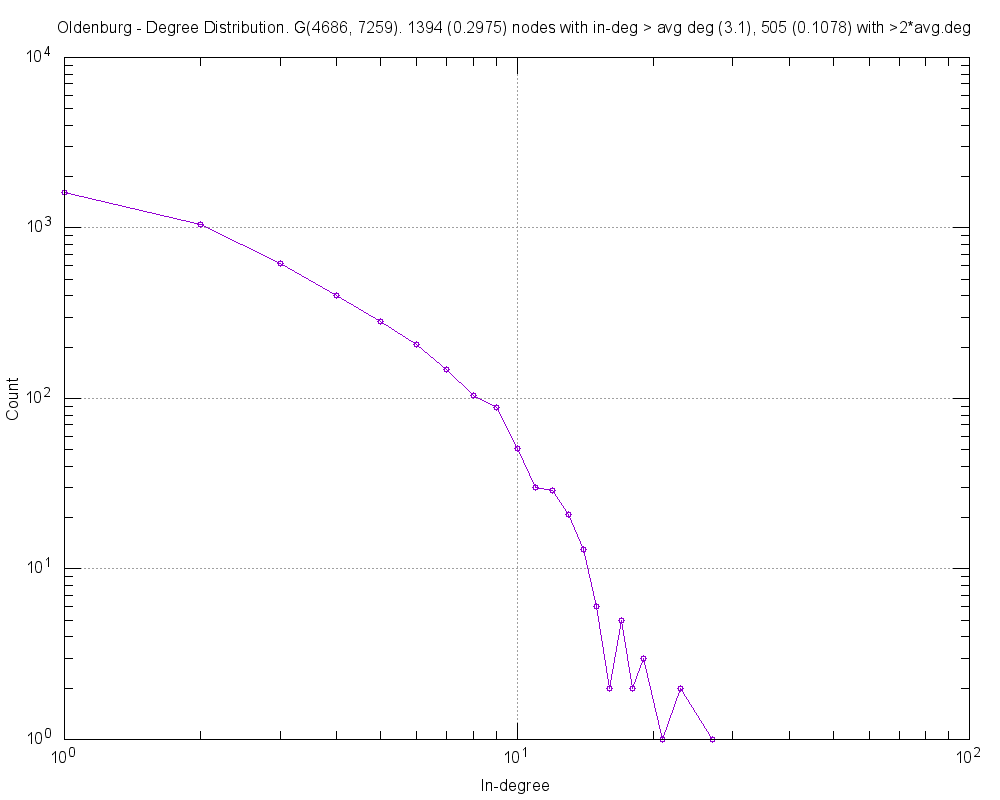 Oldenburg - Degree Distribution. G(4686, 7259). 1394 (0.2975) nodes with in-deg > avg deg (3.1), 505 (0.1078) with >2*avg.deg
10^4
10^3
10^2
10^1
10^0
Count
10^0 10^1 10^2
In-degree